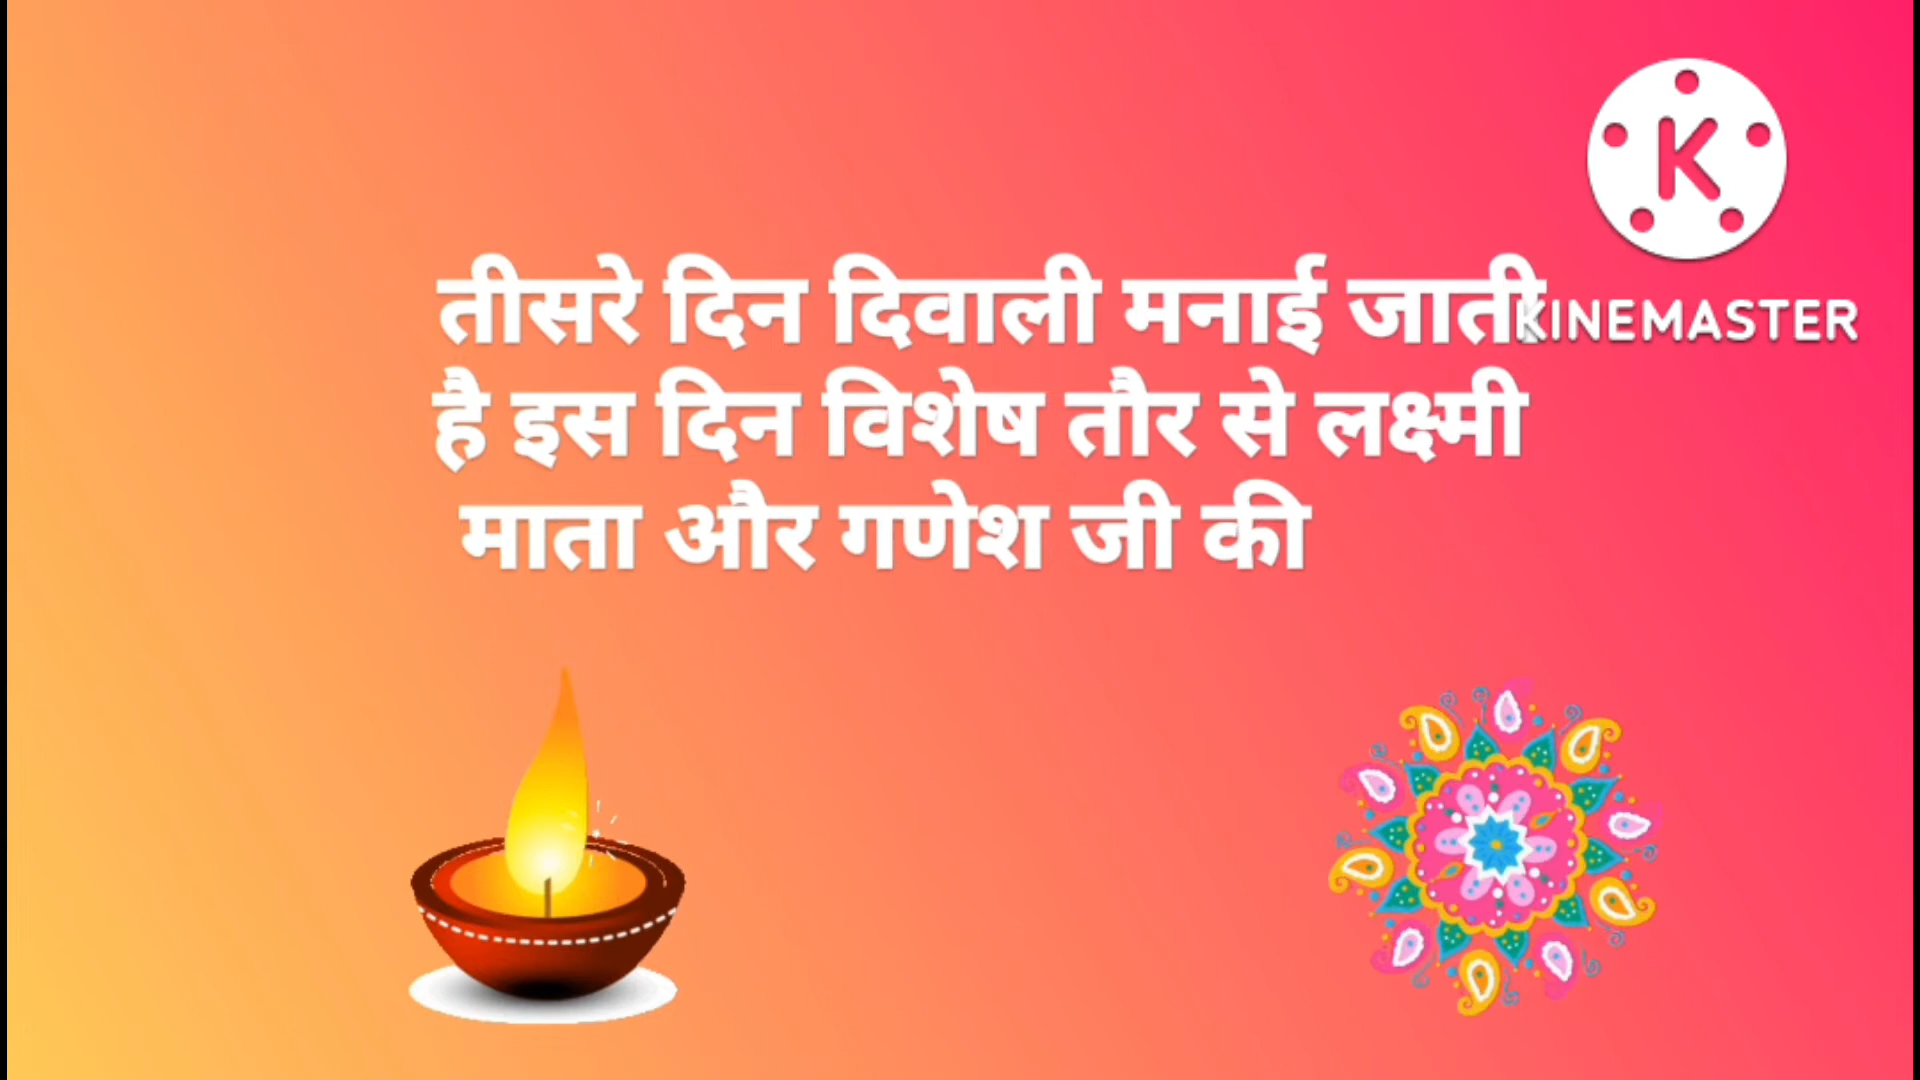 तीसरे दिन दिवाली मनाई जाती
है इस दिन विशेष तौर से लक्ष्मी
माता और गणेश जी की
K
KINEMASTER